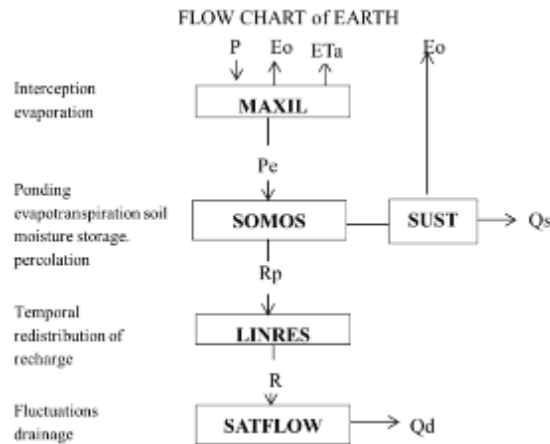 FLOW CHART of EARTH
P Eo ETa Eo
Interception
evaporation
MAXIL
Pe
Ponding
evapotranspiration soil
moisture storage.
percolation
SOMOS SUST Qs
Rp
Temporal
redistribution of
recharge
LINRES
R
Fluctuations
drainage
SATFLOW Qd